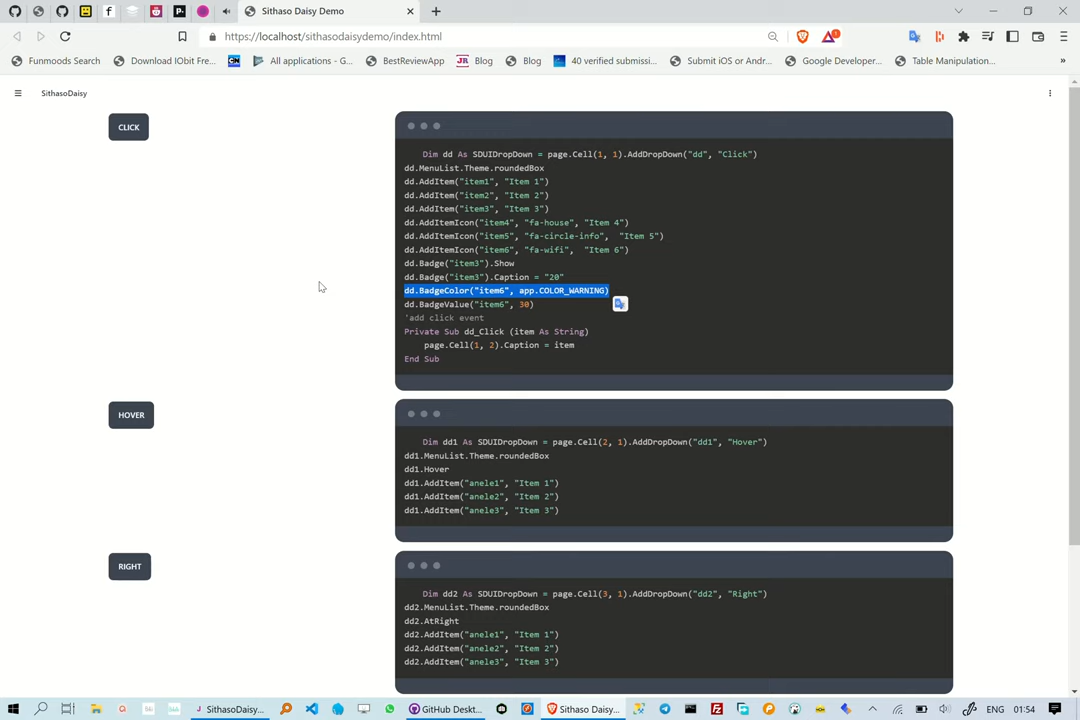 Sithaso Daisy Demo
https://localhost/sithasodaisydemo/index.html
1
Funmoods Search
Download IObit Fre...
All applications - G...
BestReviewApp
JR
Blog
Blog
40 verified submissi...
Submit iOS or Andr...
Google Developer...
Table Manipulation...
»
SithasoDaisy
CLICK
Dim dd As SDUIDropDown = page.Cell(1, 1).AddDropDown("dd", "Click")
dd.MenuList.Theme.roundedBox
dd.AddItem("item1", "Item 1")
dd.AddItem("item2", "Item 2")
dd.AddItem("item3", "Item 3")
dd.AddItemIcon("item4", "fa-house", "Item 4")
dd.AddItemIcon("item5", "fa-circle-info",  "Item 5")
dd.AddItemIcon("item6", "fa-wifi",  "Item 6")
dd.Badge("item3").Show
dd.Badge("item3").Caption = "20"
dd.BadgeColor("item6", app.COLOR_WARNING)
dd.BadgeValue("item6", 30)
'add click event
Private Sub dd_Click (item As String)
page.Cell(1, 2).Caption = item
End Sub
HOVER
Dim dd1 As SDUIDropDown = page.Cell(2, 1).AddDropDown("dd1", "Hover")
dd1.MenuList.Theme.roundedBox
dd1.Hover
dd1.AddItem("anele1", "Item 1")
dd1.AddItem("anele2", "Item 2")
dd1.AddItem("anele3", "Item 3")
RIGHT
Dim dd2 As SDUIDropDown = page.Cell(3, 1).AddDropDown("dd2", "Right")
dd2.MenuList.Theme.roundedBox
dd2.AtRight
dd2.AddItem("anele1", "Item 1")
dd2.AddItem("anele2", "Item 2")
dd2.AddItem("anele3", "Item 3")
SithasoDaisy...
GitHub Deskt...
Sithaso Daisy...
ENG
01:54